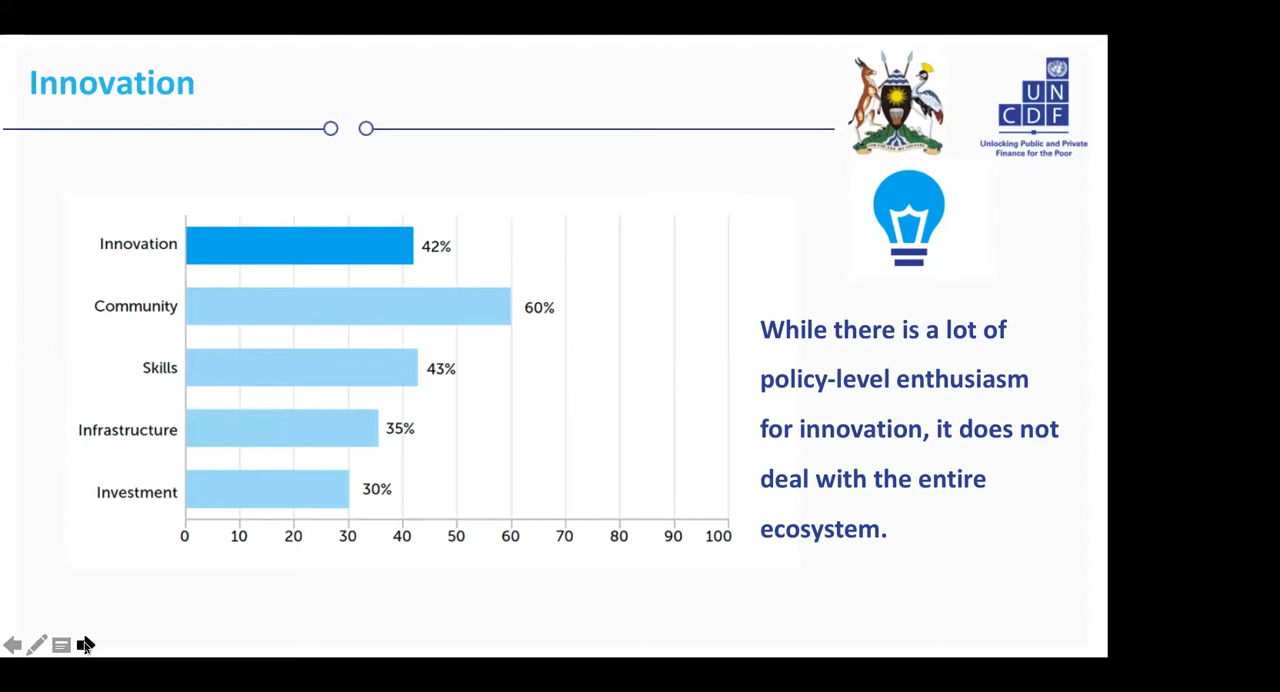 Innovation
UN
CDF
Unlocking Public and Private
Finance for the Poor
Innovation 42%
Community 60%
Skills 43%
Infrastructure 35%
Investment 30%
0 10 20 30 40 50 60 70 80 90 100
While there is a lot of
policy-level enthusiasm
for innovation, it does not
deal with the entire
ecosystem.